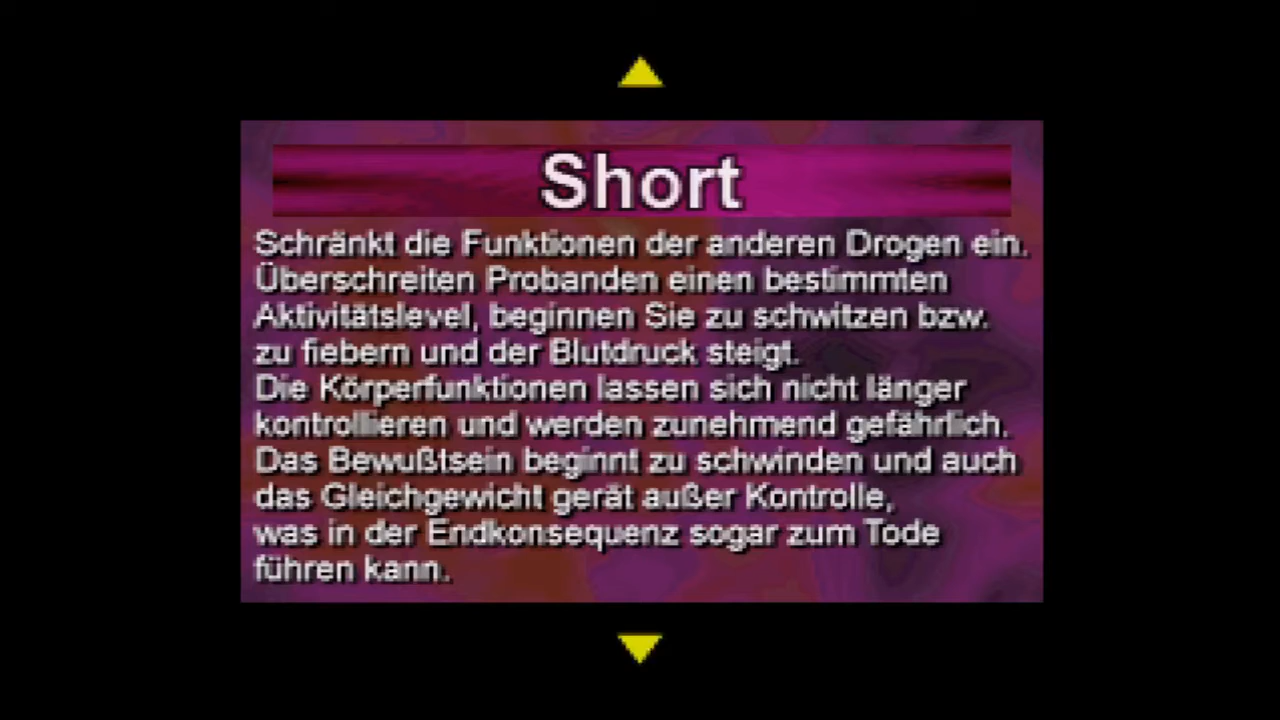 Short
Schränkt die Funktionen der anderen Drogen ein.
Überschreiten Probanden einen bestimmten
Aktivitätslevel, beginnen Sie zu schwitzen bzw.
zu fiebern und der Blutdruck steigt.
Die Körperfunktionen lassen sich nicht länger
kontrollieren und werden zunehmend gefährlich.
Das Bewußtsein beginnt zu schwinden und auch
das Gleichgewicht gerät außer Kontrolle,
was in der Endkonsequenz sogar zum Tode
führen kann.